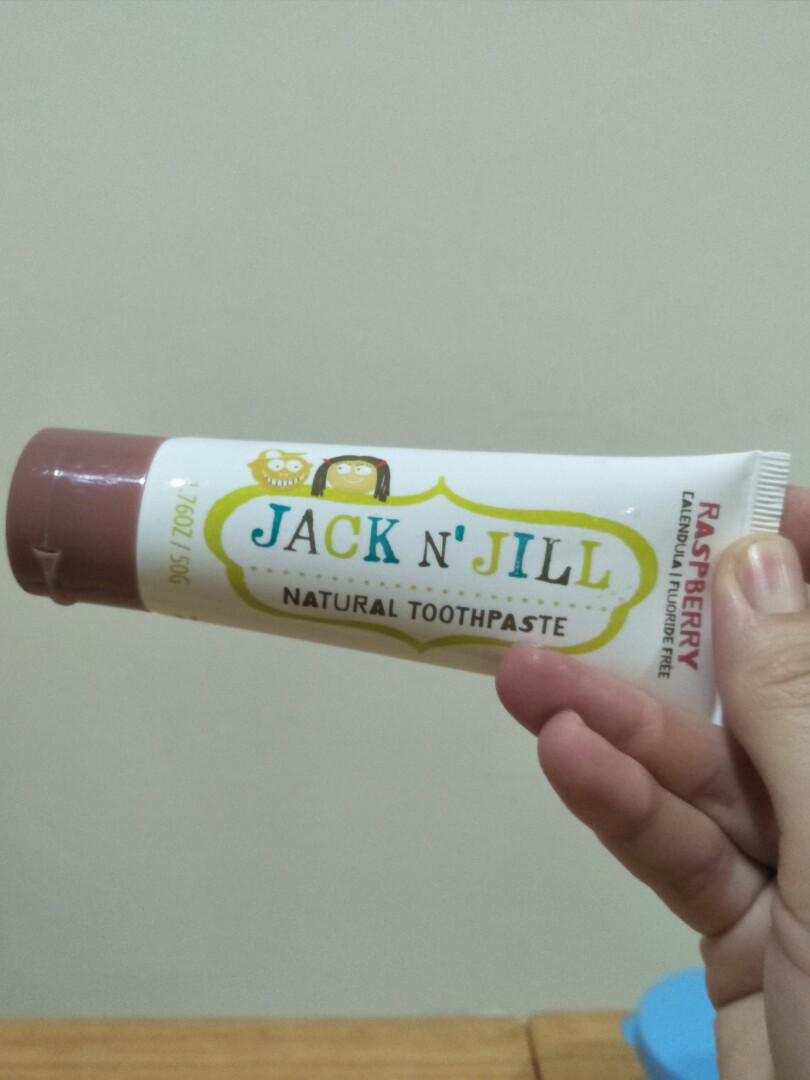 JACK N' JILL
NATURAL TOOTHPASTE
RASPBERRY
CALENDULA | FLUORIDE FREE
1.76OZ / 50G